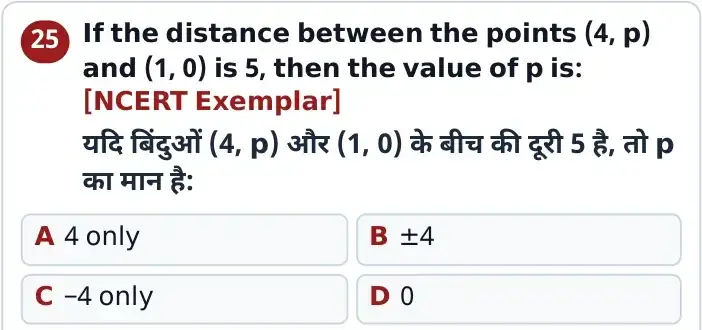 25 If the distance between the points (4, p)
and (1, 0) is 5, then the value of p is:
[NCERT Exemplar]
यदि बिंदुओं (4, p) और (1, 0) के बीच की दूरी 5 है, तो p
का मान है:
A 4 only
B ±4
C –4 only
D 0